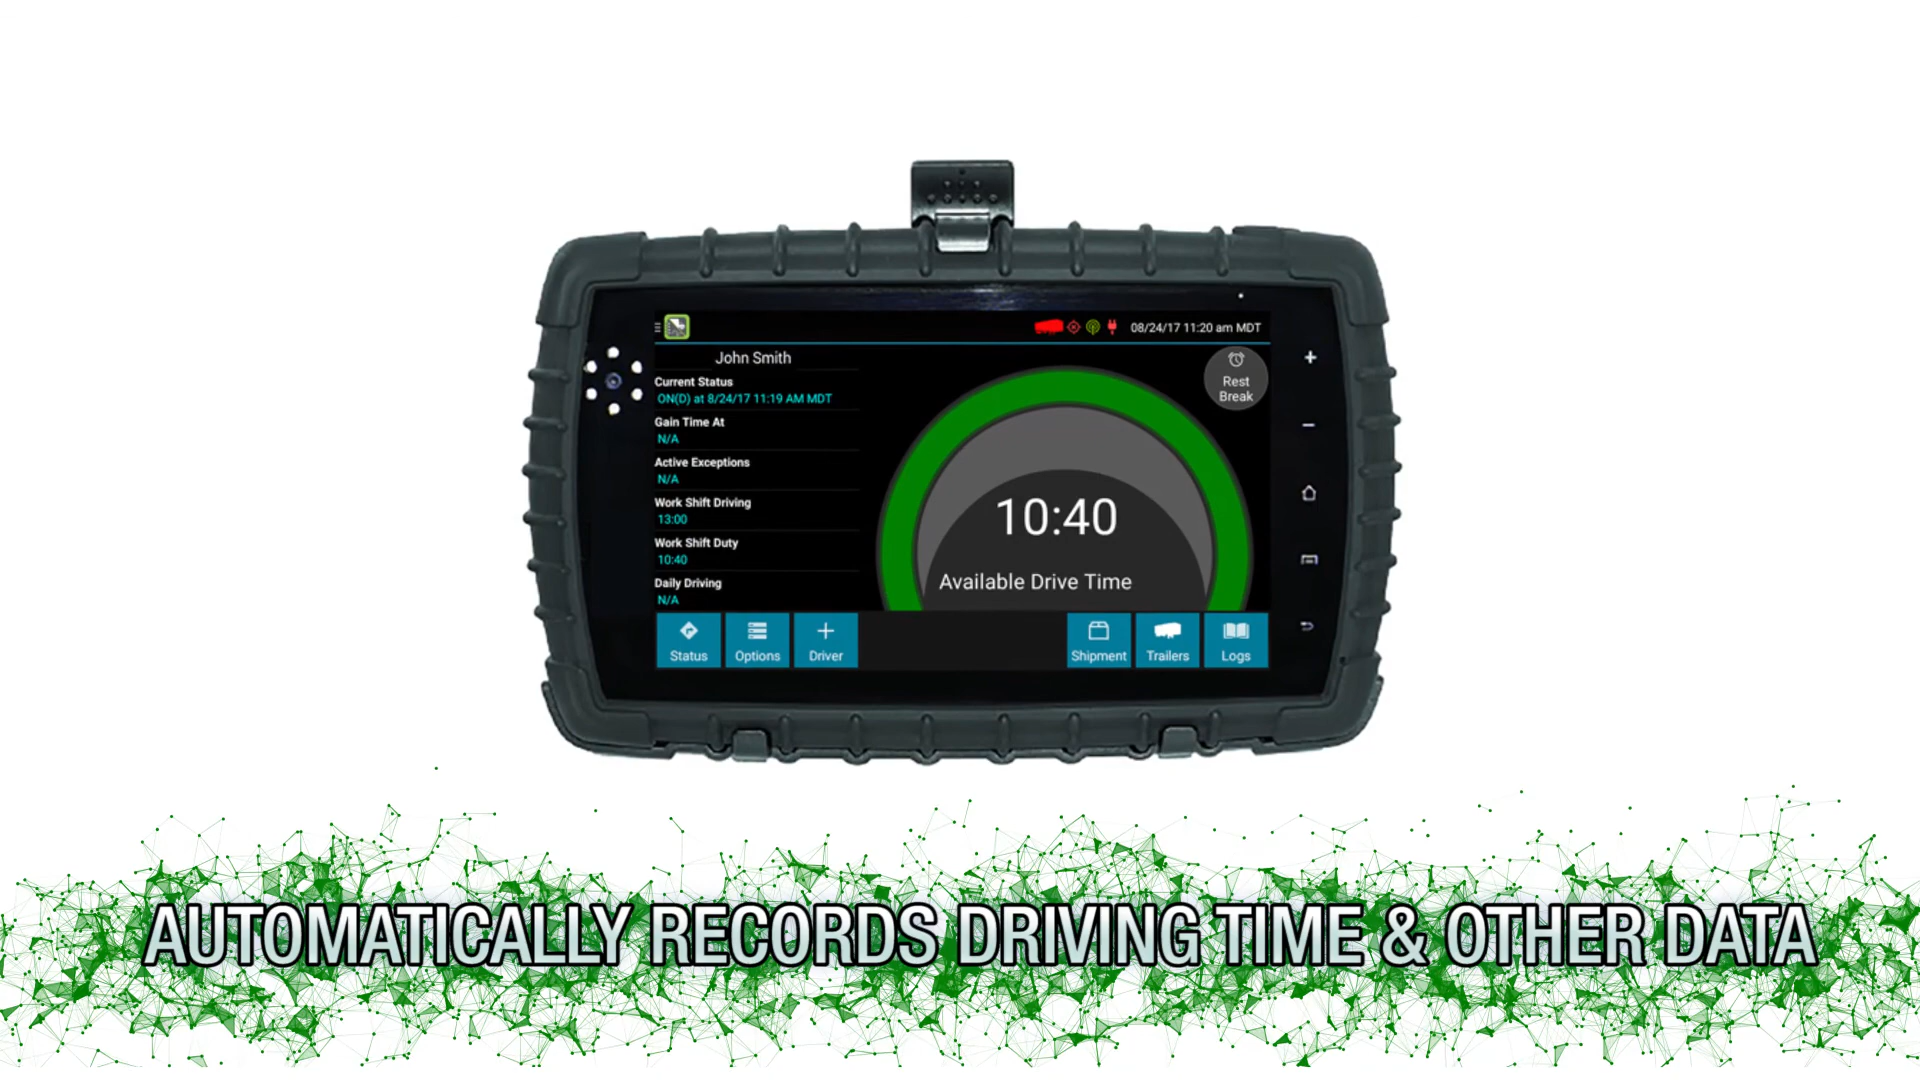 08/24/17 11:20 am MDT
John Smith
Current Status
ON(D) at 8/24/17 11:19 AM MDT
Gain Time At
N/A
Active Exceptions
N/A
Work Shift Driving
13:00
Work Shift Duty
10:40
Daily Driving
N/A
Rest
Break
10:40
Available Drive Time
Status
Options
Driver
Shipment
Trailers
Logs
AUTOMATICALLY RECORDS DRIVING TIME & OTHER DATA